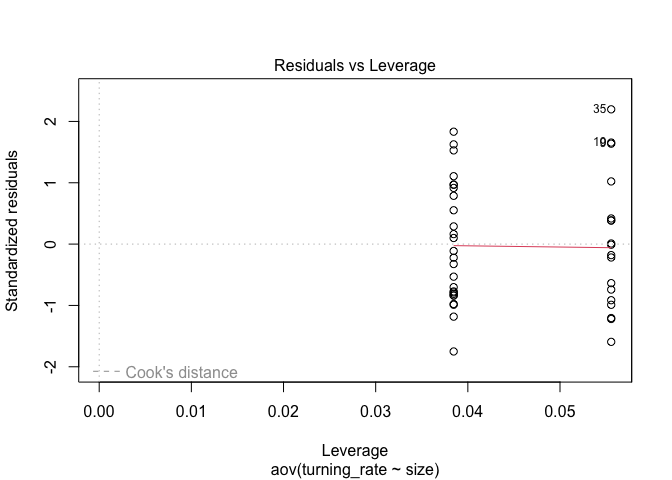 Residuals vs Leverage
Standardized residuals
2
1
0
-1
-2
35
Cook's distance
0.00 0.01 0.02 0.03 0.04 0.05
Leverage
aov(turning_rate ~ size)